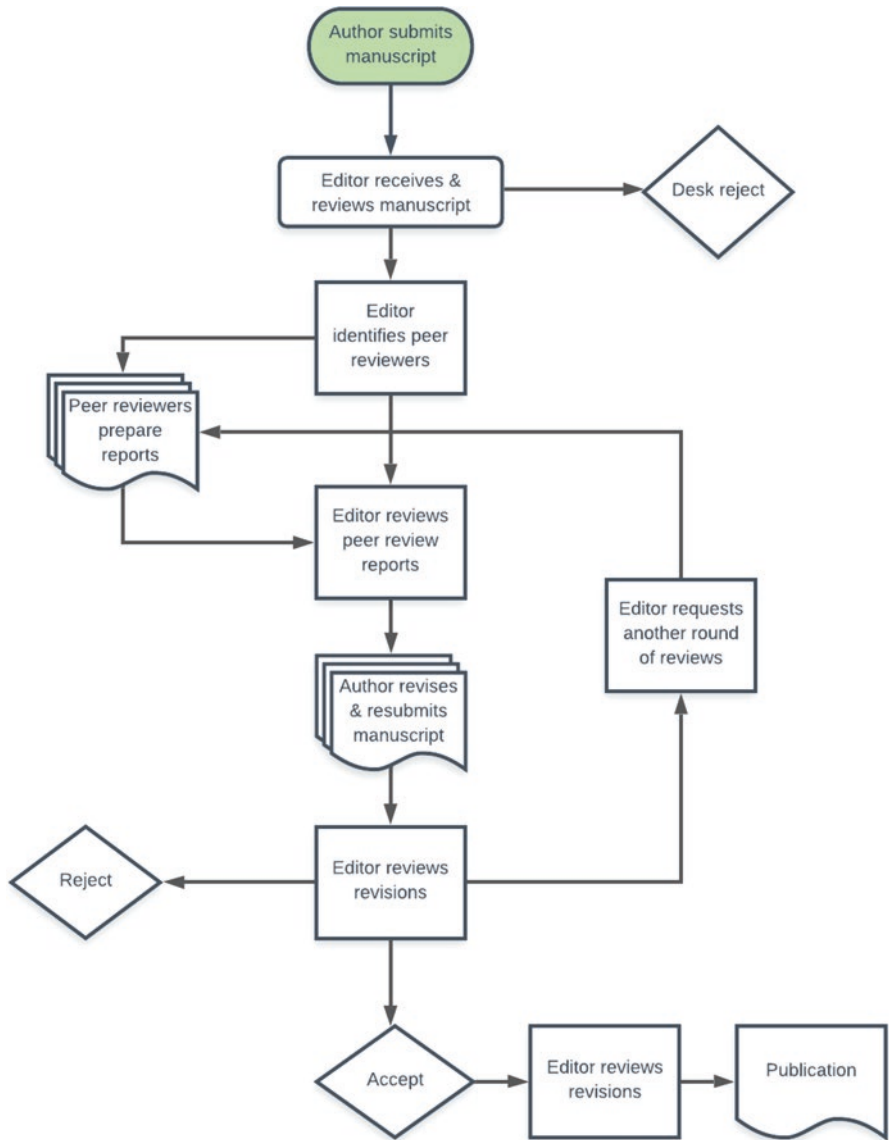 Author submits
manuscript
Editor receives &
reviews manuscript
Desk reject
Editor
identifies peer
reviewers
Peer reviewers
prepare
reports
Editor reviews
peer review
reports
Editor requests
another round
of reviews
Author revises
& resubmits
manuscript
Editor reviews
revisions
Reject
Accept
Editor reviews
revisions
Publication